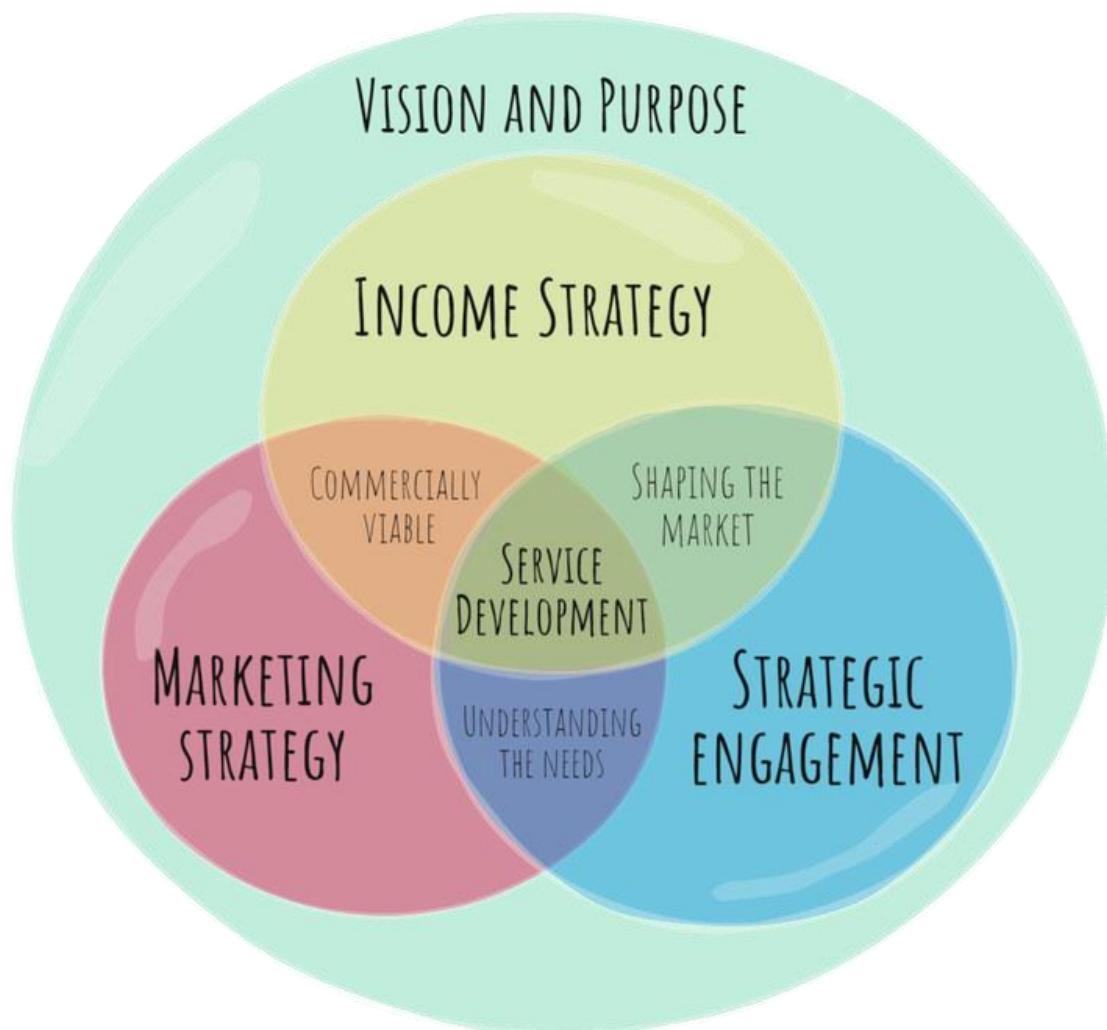 Vision and Purpose
Income Strategy
Commercially
viable
Shaping the
market
Service
Development
Marketing
strategy
Strategic
engagement
Understanding
the needs